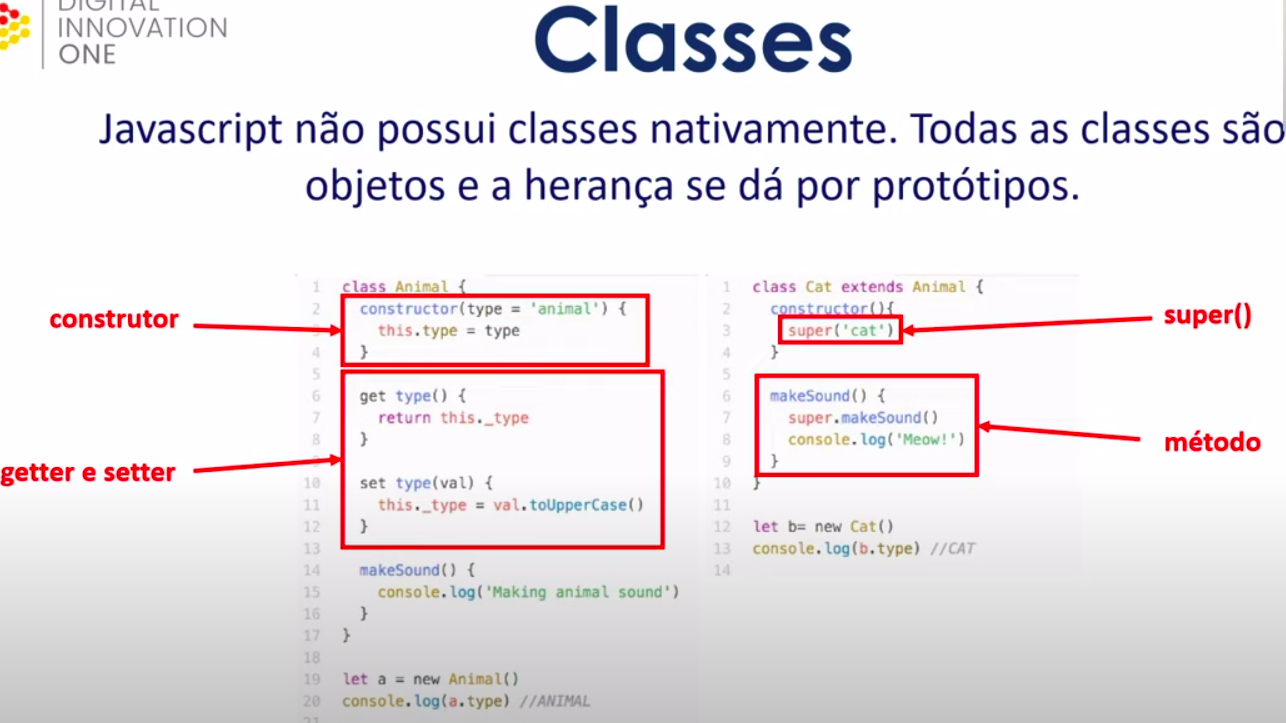 DIGITAL
INNOVATION
ONE
Classes
Javascript não possui classes nativamente. Todas as classes são
objetos e a herança se dá por protótipos.
construtor
getter e setter
1 class Animal {
2 constructor(type = 'animal') {
3 this.type = type
4 }
5
6 get type() {
7 return this._type
8 }
9
10 set type(val) {
11 this._type = val.toUpperCase()
12 }
13
14 makeSound() {
15 console.log('Making animal sound')
16 }
17 }
18
19 let a = new Animal()
20 console.log(a.type) //ANIMAL
21
1 class Cat extends Animal {
2 constructor(){
3 super('cat')
4 }
5
6 makeSound() {
7 super.makeSound()
8 console.log('Meow!')
9 }
10 }
11
12 let b= new Cat()
13 console.log(b.type) //CAT
14
super()
método